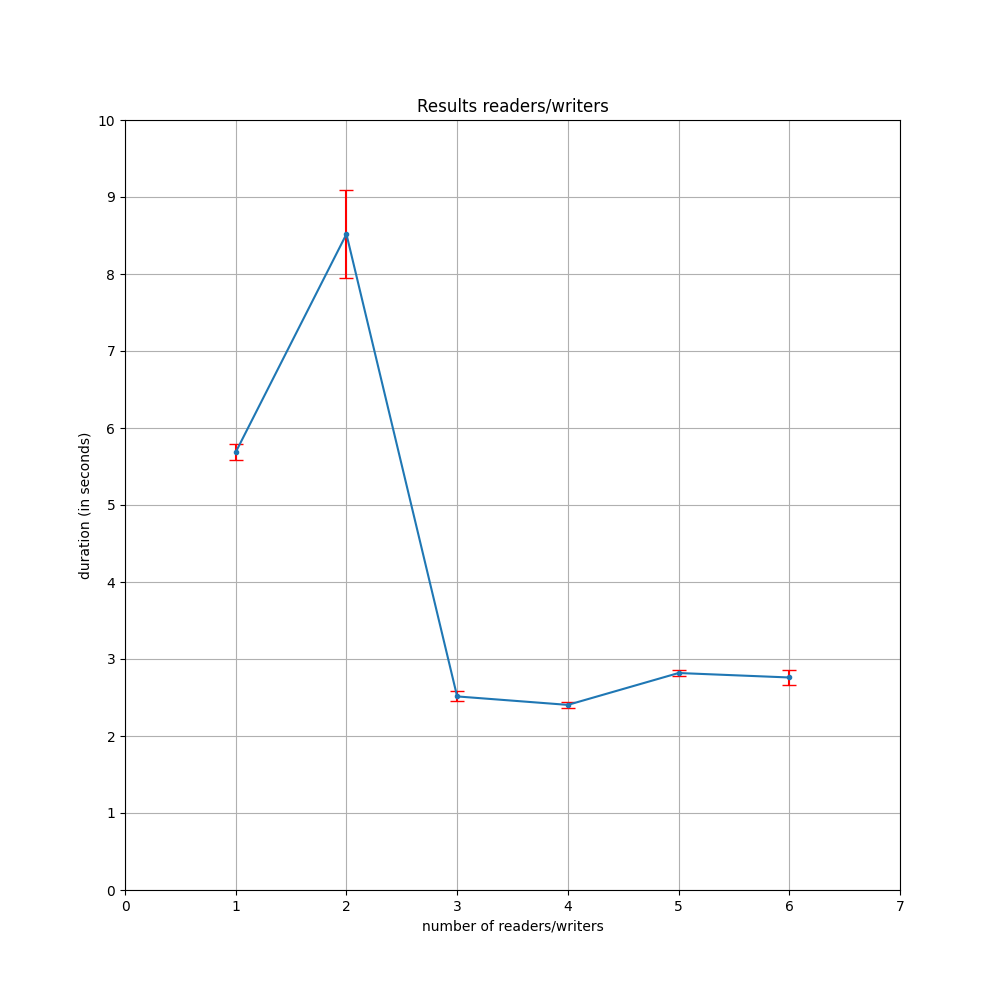 Results readers/writers
10
9
8
7
6
5
4
3
2
1
0
duration (in seconds)
0 1 2 3 4 5 6 7
number of readers/writers